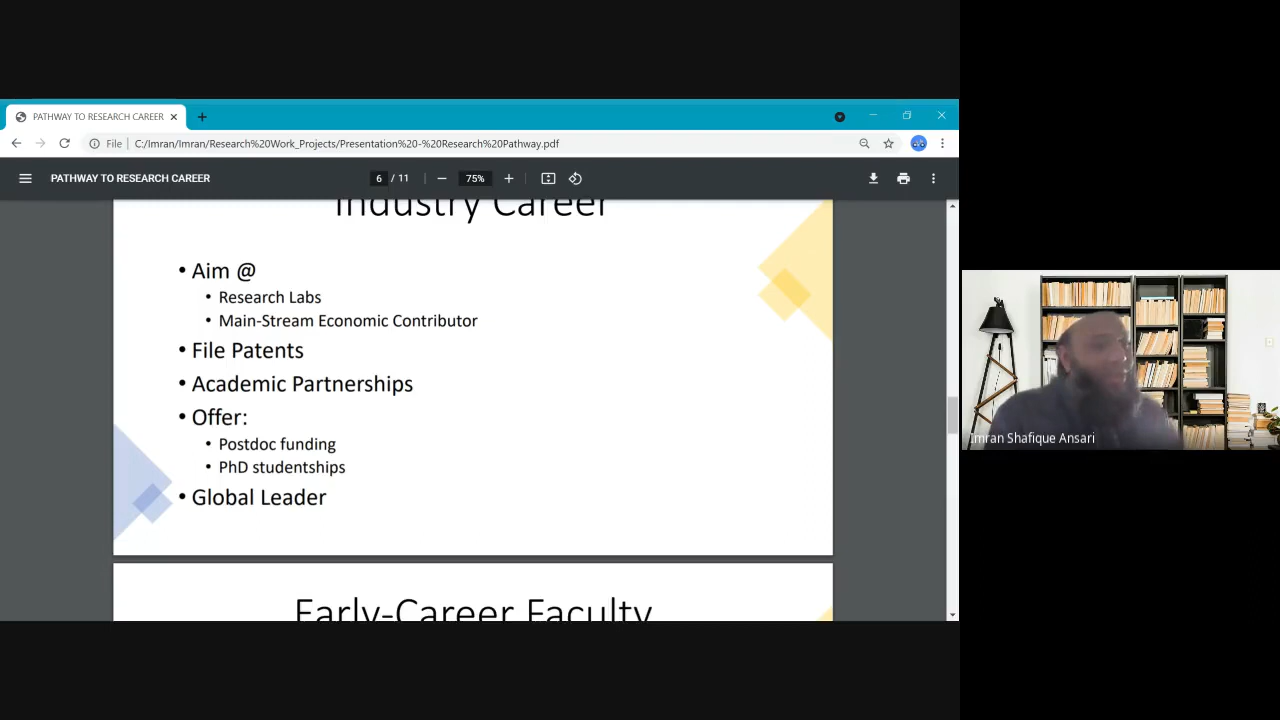 PATHWAY TO RESEARCH CAREER
File C:/Imran/Imran/Research%20Work_Projects/Presentation%20-%20Research%20Pathway.pdf
PATHWAY TO RESEARCH CAREER
6 / 11
75%
Industry Career
• Aim @
• Research Labs
• Main-Stream Economic Contributor
• File Patents
• Academic Partnerships
• Offer:
• Postdoc funding
• PhD studentships
• Global Leader
Early-Career Faculty
Imran Shafique Ansari